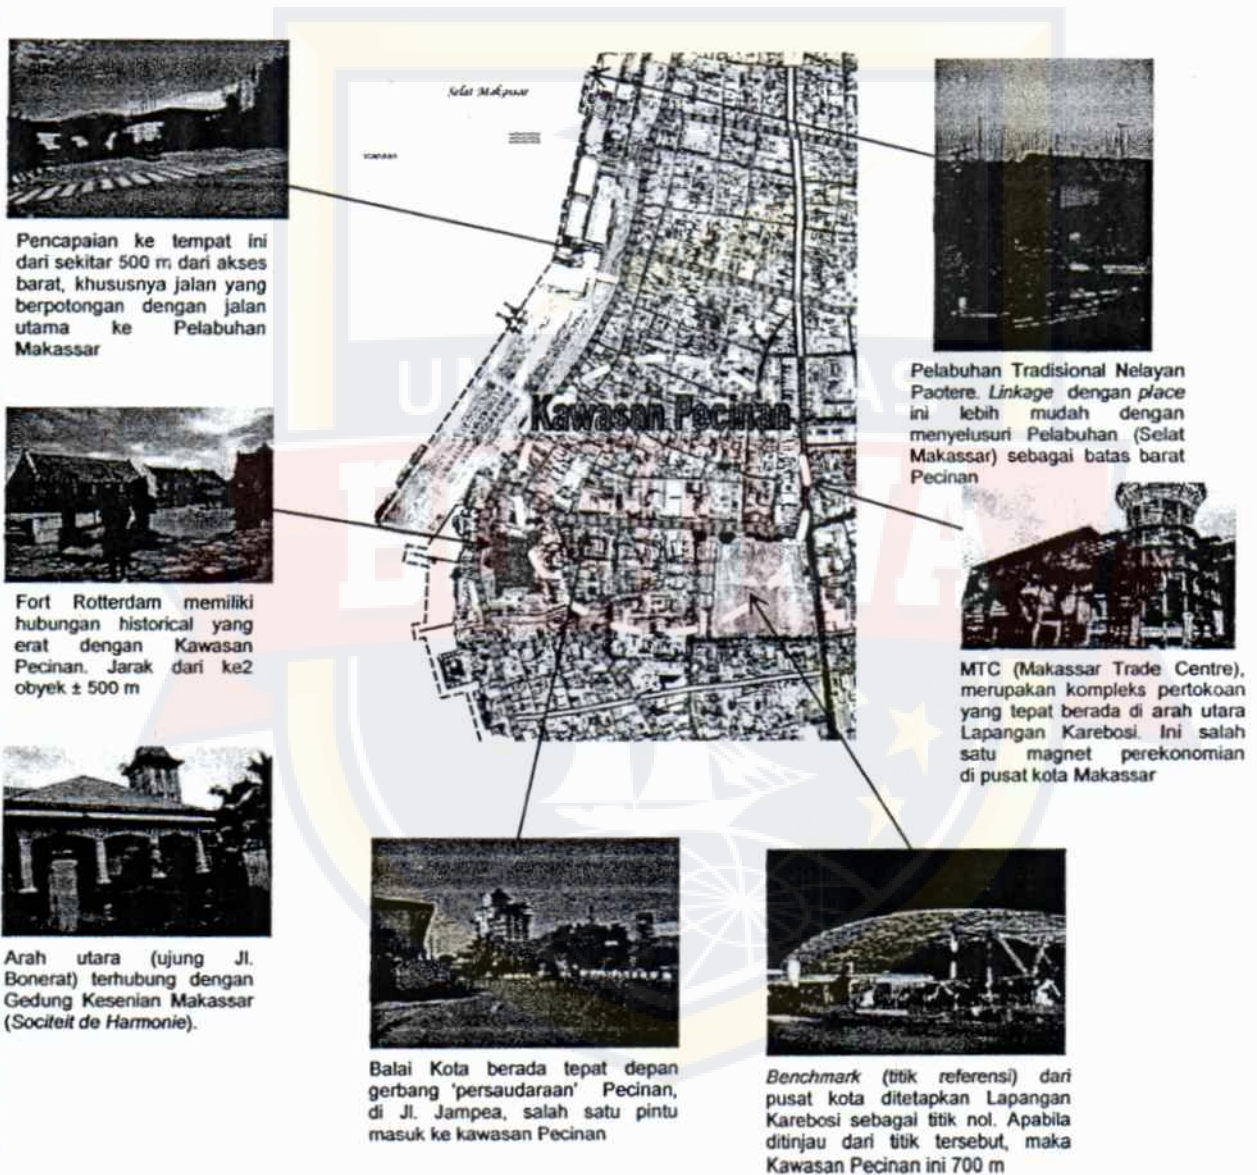 Selat Makassar
Pencapaian ke tempat ini
dari sekitar 500 m dari akses
barat, khususnya jalan yang
berpotongan dengan jalan
utama ke Pelabuhan
Makassar
Fort Rotterdam memiliki
hubungan historical yang
erat dengan Kawasan
Pecinan. Jarak dari ke2
obyek ± 500 m
Arah utara (ujung Jl.
Bonerat) terhubung dengan
Gedung Kesenian Makassar
(Sociteit de Harmonie).
Kawasan Pecinan
Pelabuhan Tradisional Nelayan
Paotere. Linkage dengan place
ini lebih mudah dengan
menyelusuri Pelabuhan (Selat
Makassar) sebagai batas barat
Pecinan
MTC (Makassar Trade Centre),
merupakan kompleks pertokoan
yang tepat berada di arah utara
Lapangan Karebosi. Ini salah
satu magnet perekonomian
di pusat kota Makassar
Balai Kota berada tepat depan
gerbang 'persaudaraan' Pecinan,
di Jl. Jampea, salah satu pintu
masuk ke kawasan Pecinan
Benchmark (titik referensi) dari
pusat kota ditetapkan Lapangan
Karebosi sebagai titik nol. Apabila
ditinjau dari titik tersebut, maka
Kawasan Pecinan ini 700 m